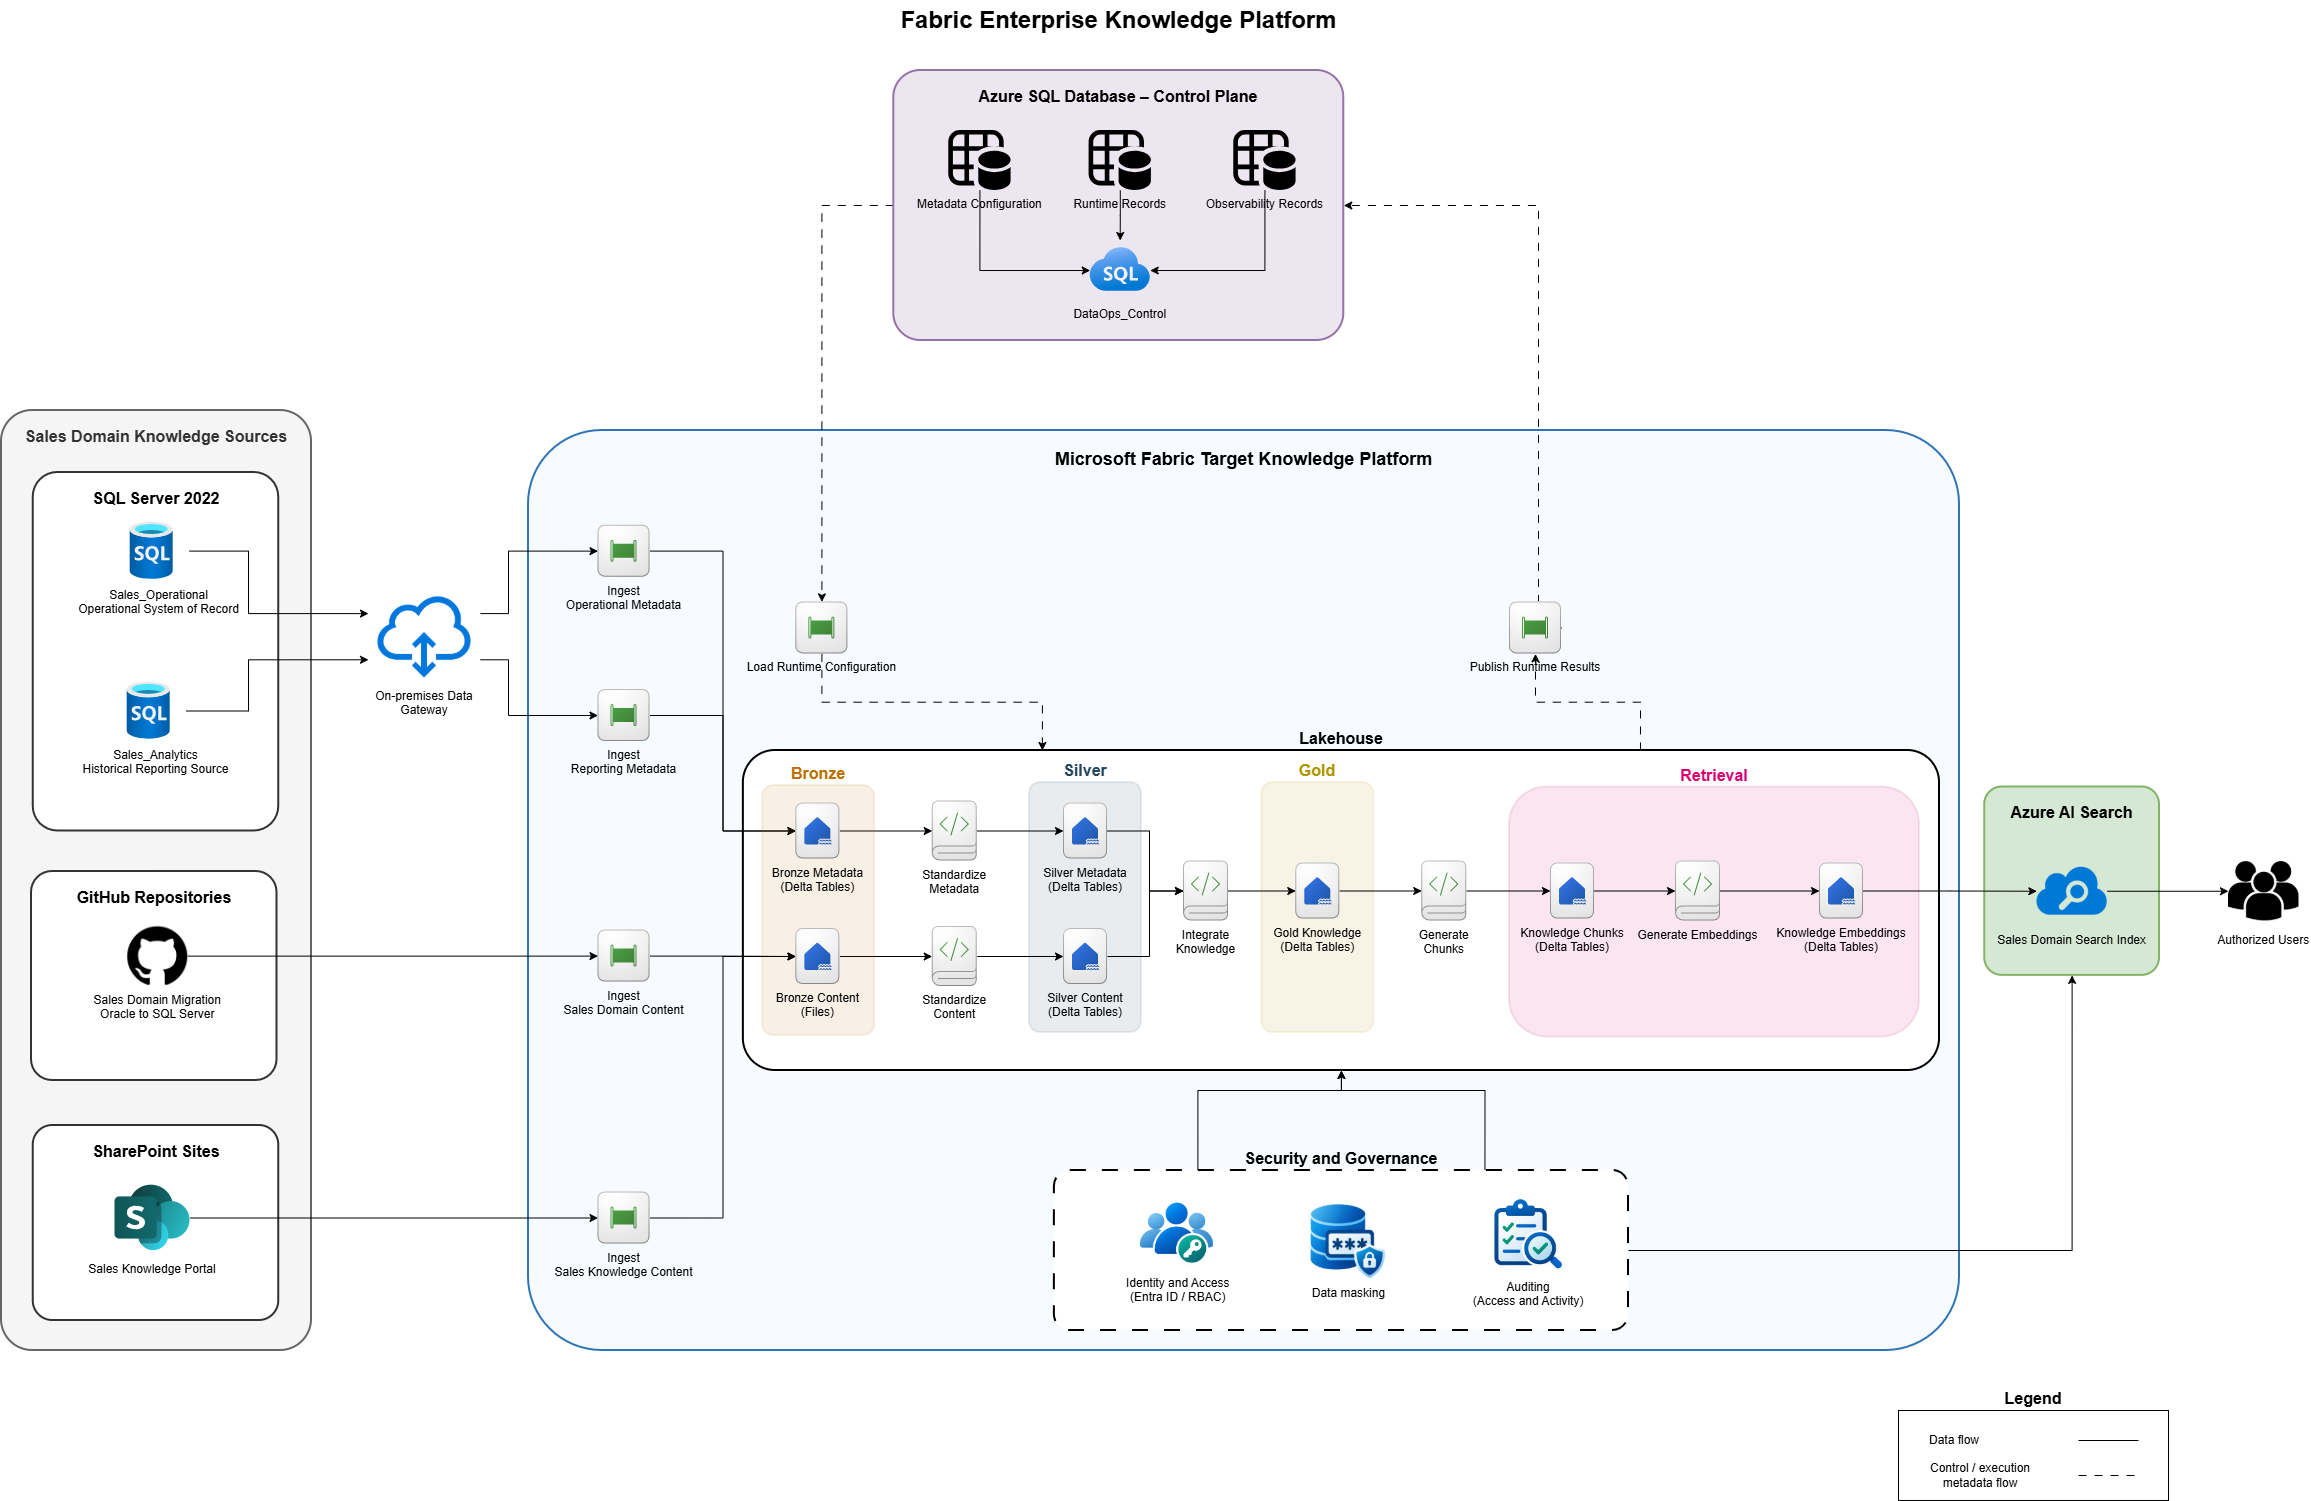 Fabric Enterprise Knowledge Platform
Azure SQL Database – Control Plane
Metadata Configuration
Runtime Records
Observability Records
SQL
DataOps_Control
Sales Domain Knowledge Sources
SQL Server 2022
SQL
Sales_Operational
Operational System of Record
SQL
Sales_Analytics
Historical Reporting Source
GitHub Repositories
Sales Domain Migration
Oracle to SQL Server
SharePoint Sites
S
Sales Knowledge Portal
On-premises Data
Gateway
Microsoft Fabric Target Knowledge Platform
Ingest
Operational Metadata
Ingest
Reporting Metadata
Ingest
Sales Domain Content
Ingest
Sales Knowledge Content
Load Runtime Configuration
Publish Runtime Results
Lakehouse
Bronze
Bronze Metadata
(Delta Tables)
Bronze Content
(Files)
Standardize
Metadata
Standardize
Content
Silver
Silver Metadata
(Delta Tables)
Silver Content
(Delta Tables)
Integrate
Knowledge
Gold
Gold Knowledge
(Delta Tables)
Generate
Chunks
Retrieval
Knowledge Chunks
(Delta Tables)
Generate Embeddings
Knowledge Embeddings
(Delta Tables)
Azure AI Search
Sales Domain Search Index
Authorized Users
Security and Governance
Identity and Access
(Entra ID / RBAC)
***
Data masking
Auditing
(Access and Activity)
Legend
Data flow
Control / execution
metadata flow